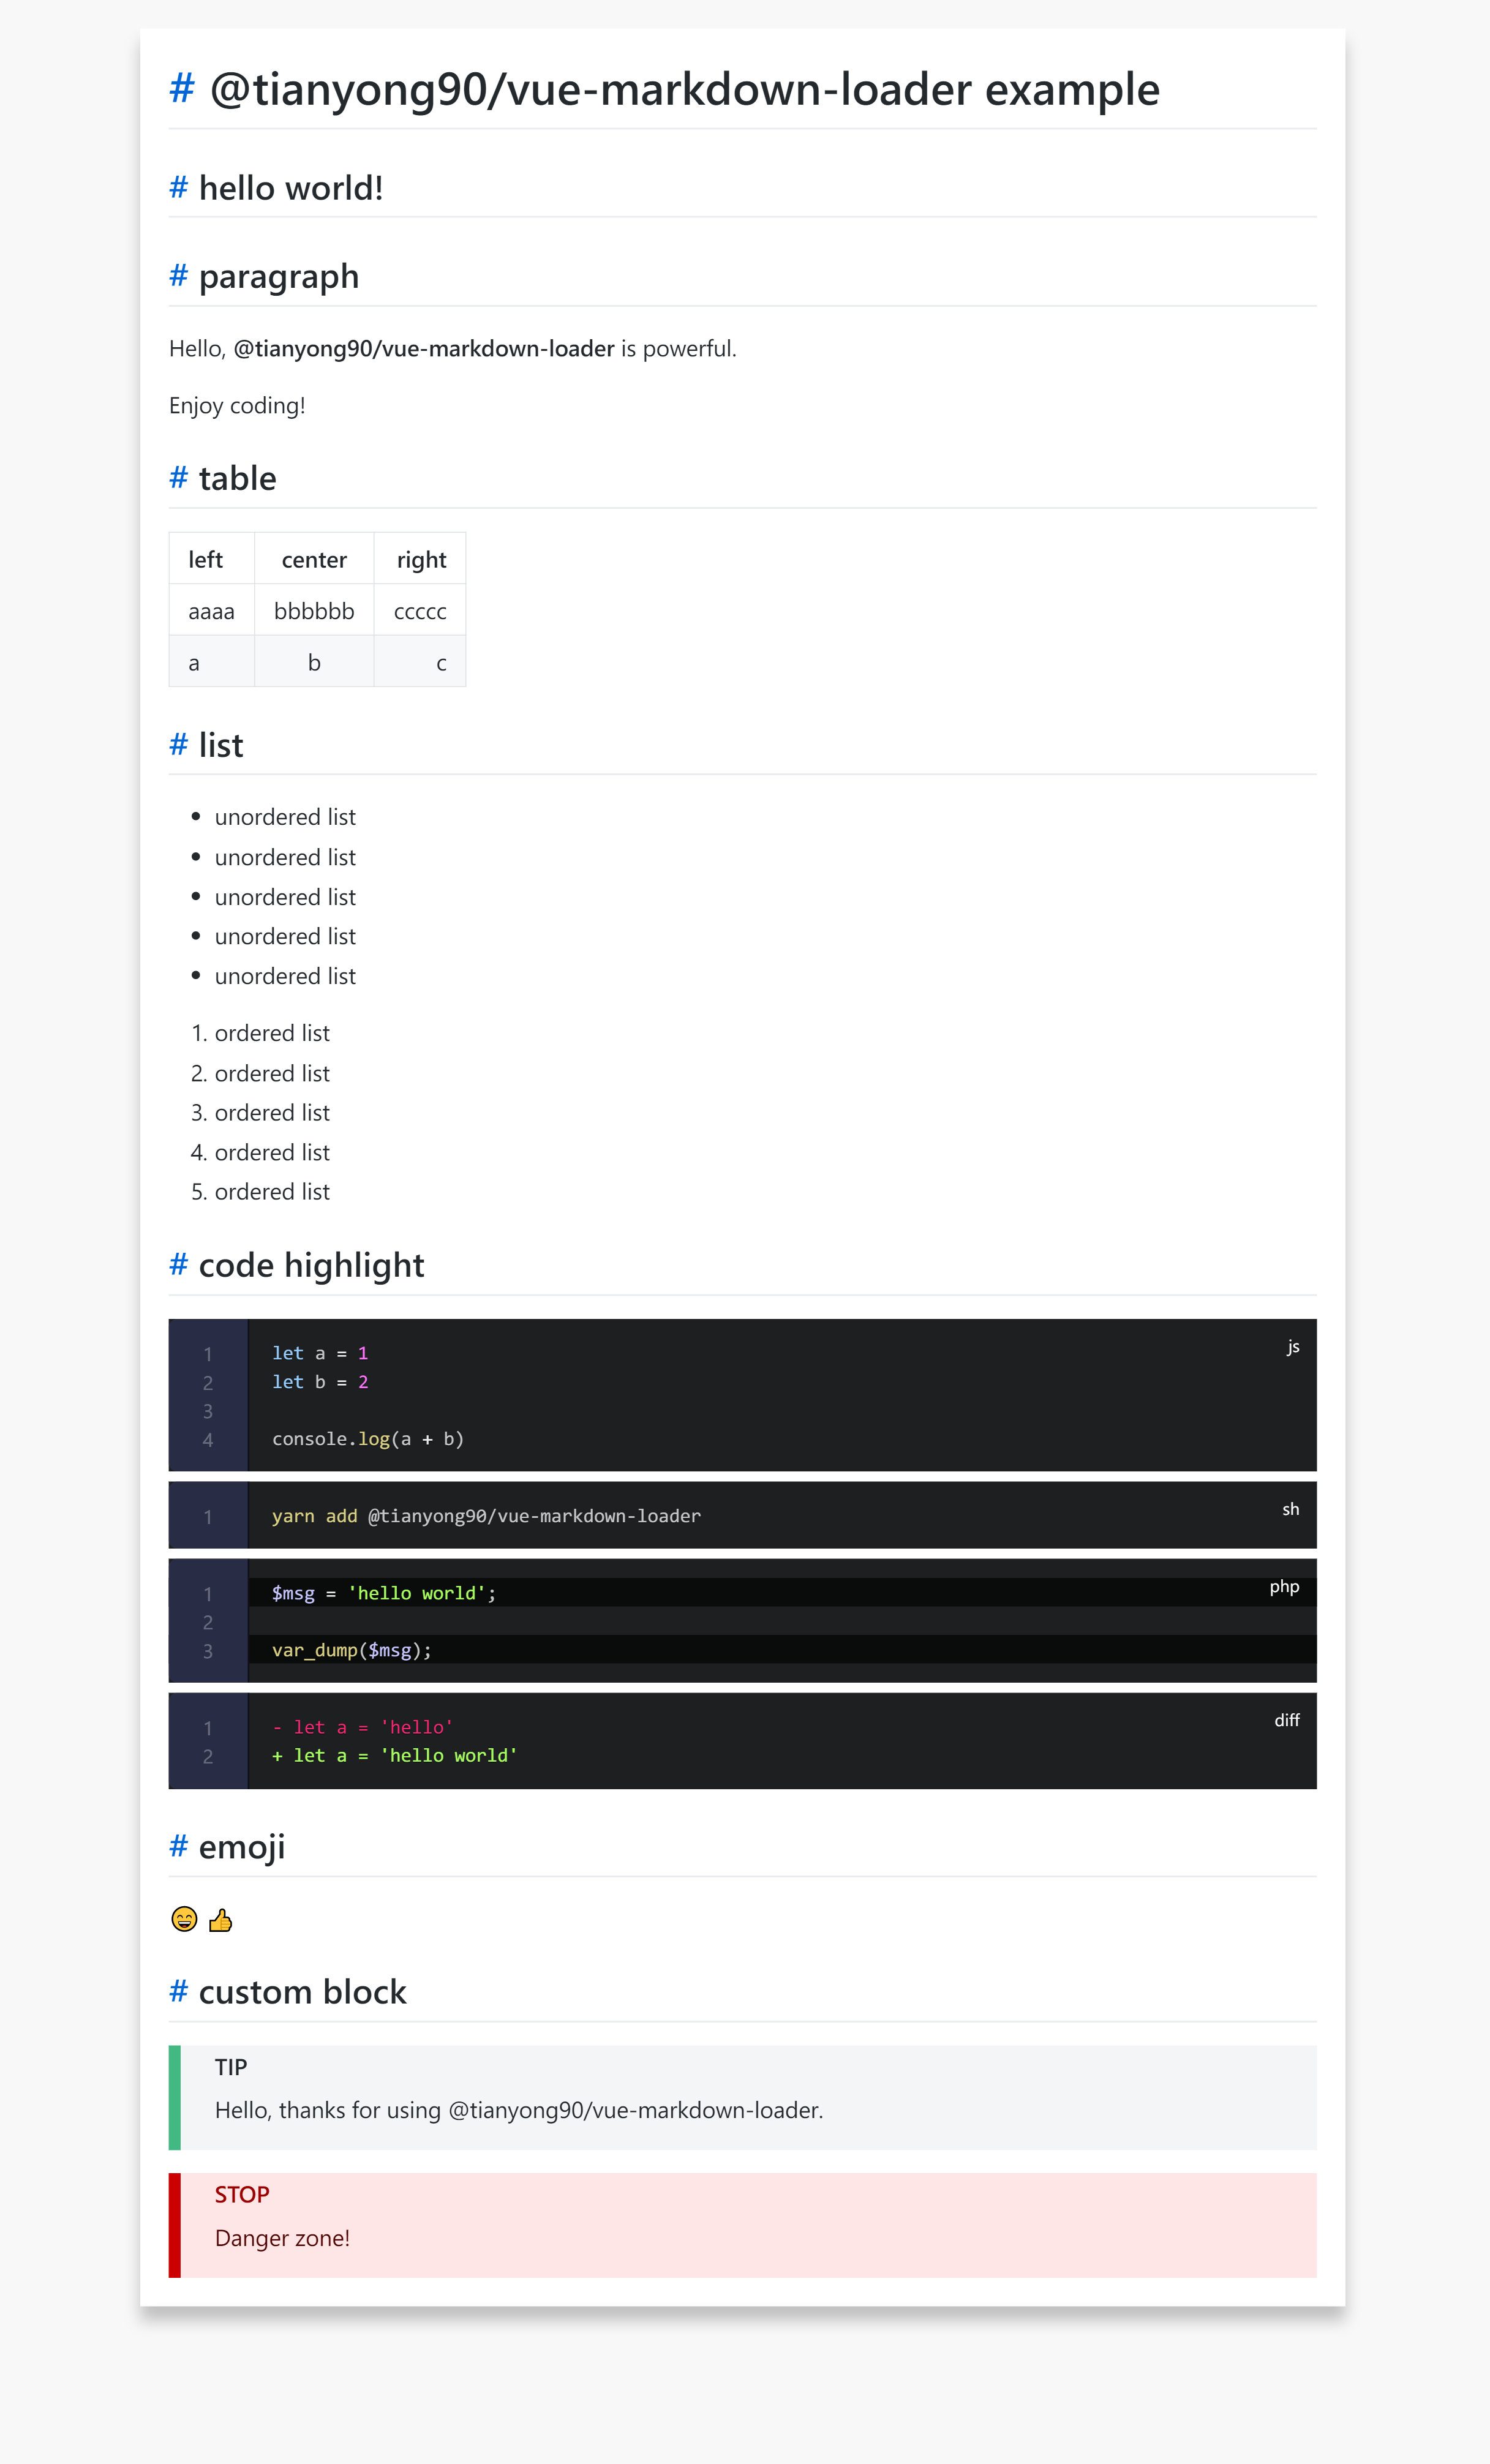 # @tianyong90/vue-markdown-loader example
# hello world!
# paragraph
Hello, @tianyong90/vue-markdown-loader is powerful.
Enjoy coding!
# table
left center right
aaaa bbbbbb ccccc
a b c
# list
• unordered list
• unordered list
• unordered list
• unordered list
• unordered list
1. ordered list
2. ordered list
3. ordered list
4. ordered list
5. ordered list
# code highlight
1 let a = 1 js
2 let b = 2
3
4 console.log(a + b)
1 yarn add @tianyong90/vue-markdown-loader sh
1 $msg = 'hello world'; php
2
3 var_dump($msg);
1 - let a = 'hello' diff
2 + let a = 'hello world'
# emoji
😄 👍
# custom block
TIP
Hello, thanks for using @tianyong90/vue-markdown-loader.
STOP
Danger zone!